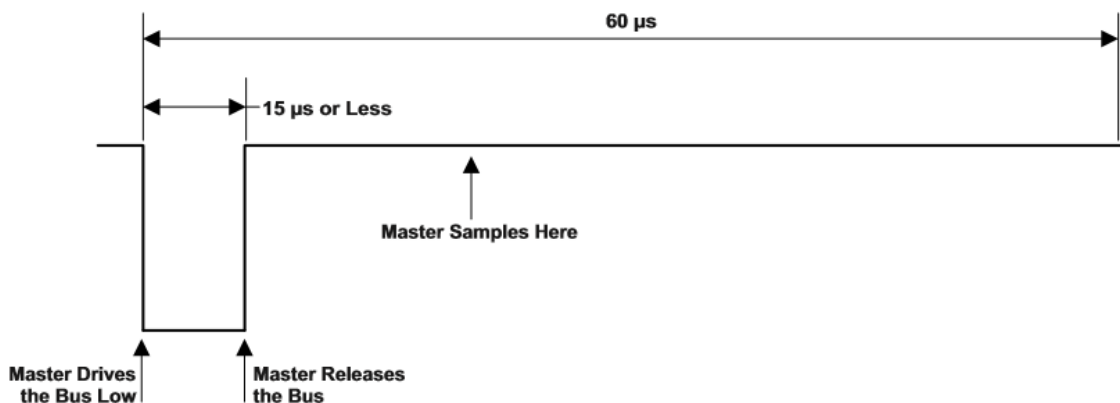 60 µs
15 µs or Less
Master Samples Here
Master Drives
the Bus Low
Master Releases
the Bus